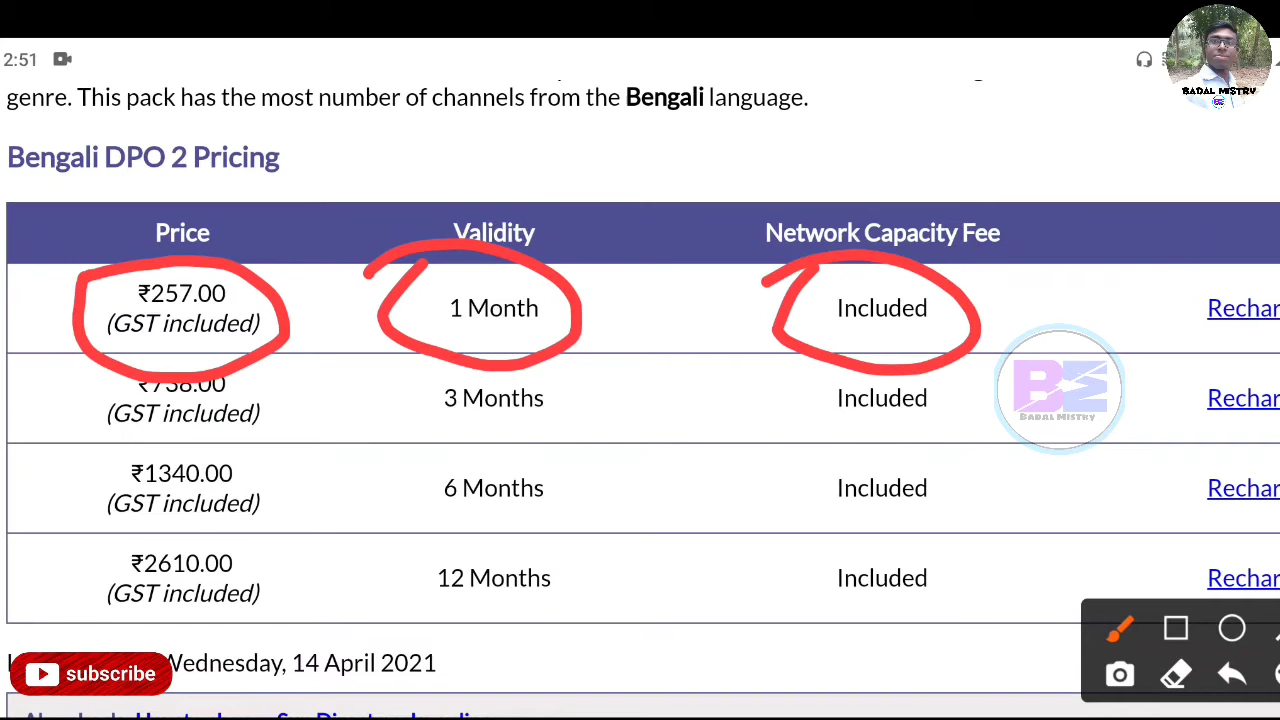 2:51
BADAL MISTRY
genre. This pack has the most number of channels from the Bengali language.
Bengali DPO 2 Pricing
Price Validity Network Capacity Fee
₹257.00
(GST included)
1 Month Included Rechar
₹738.00
(GST included)
3 Months Included Rechar
BADAL MISTRY
₹1340.00
(GST included)
6 Months Included Rechar
₹2610.00
(GST included)
12 Months Included Rechar
Wednesday, 14 April 2021
subscribe